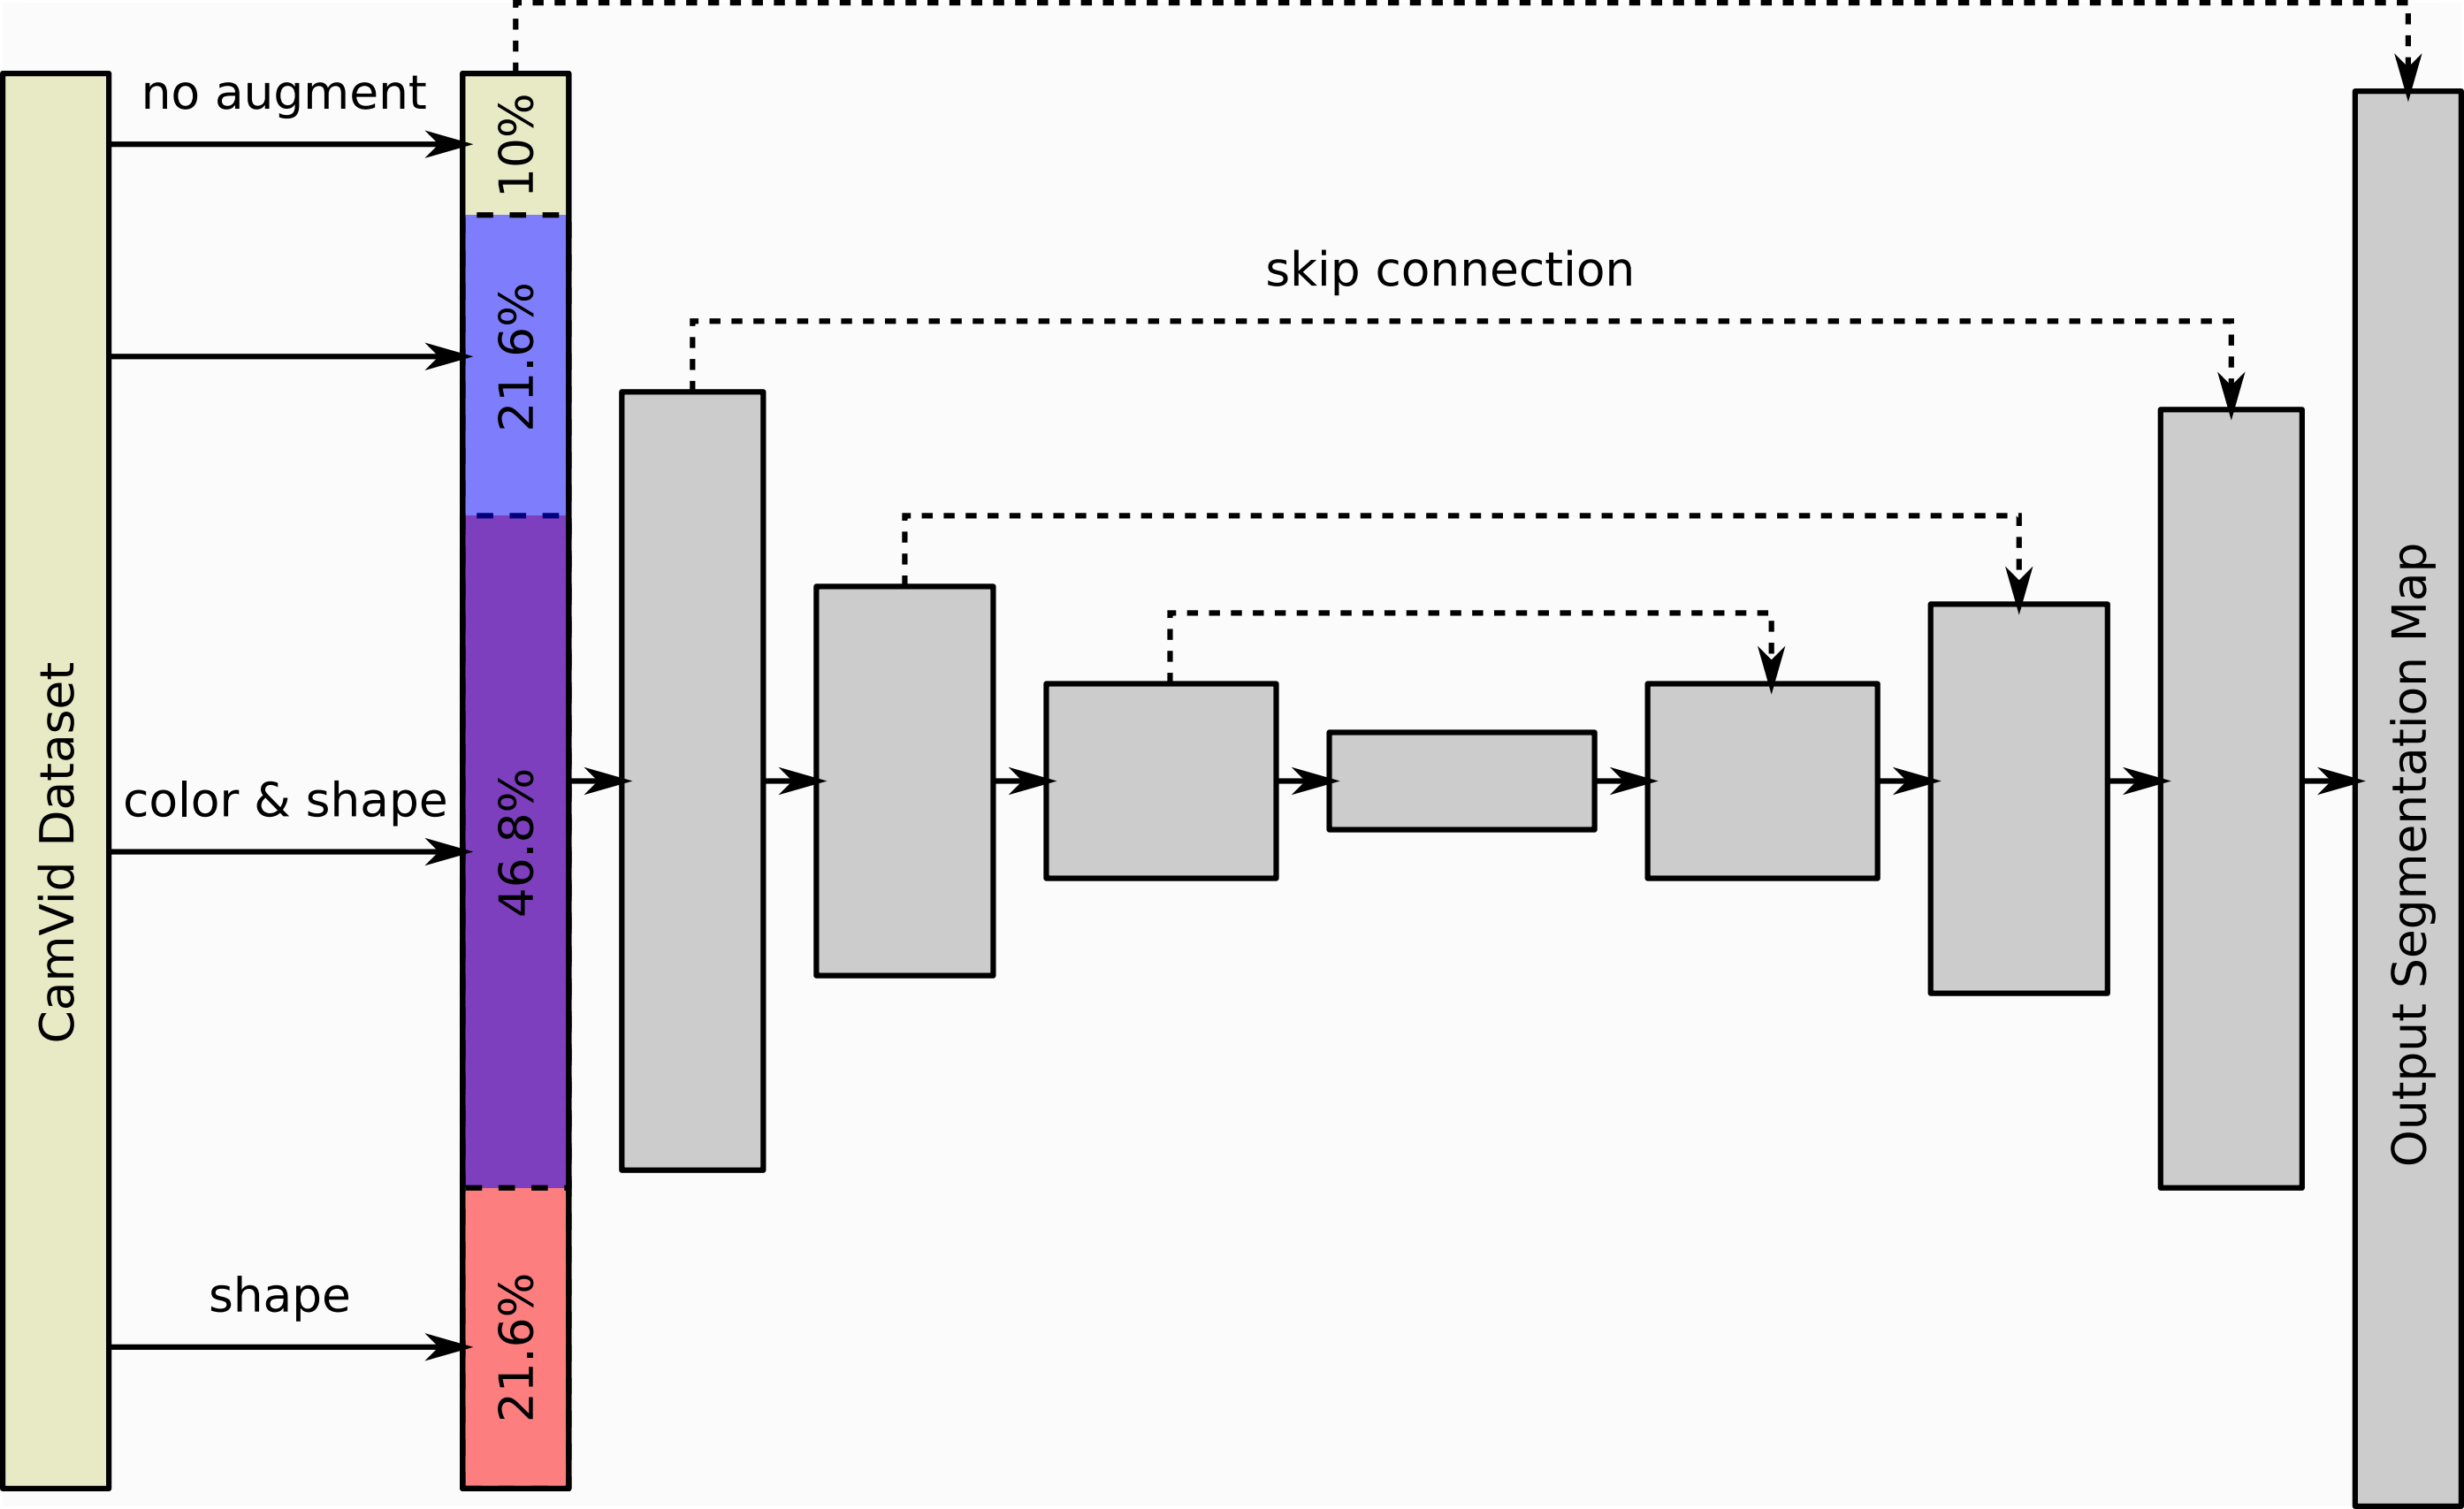 no augment
10%
21.6%
skip connection
CamVid Dataset
color & shape
46.8%
shape
21.6%
Output Segmentation Map